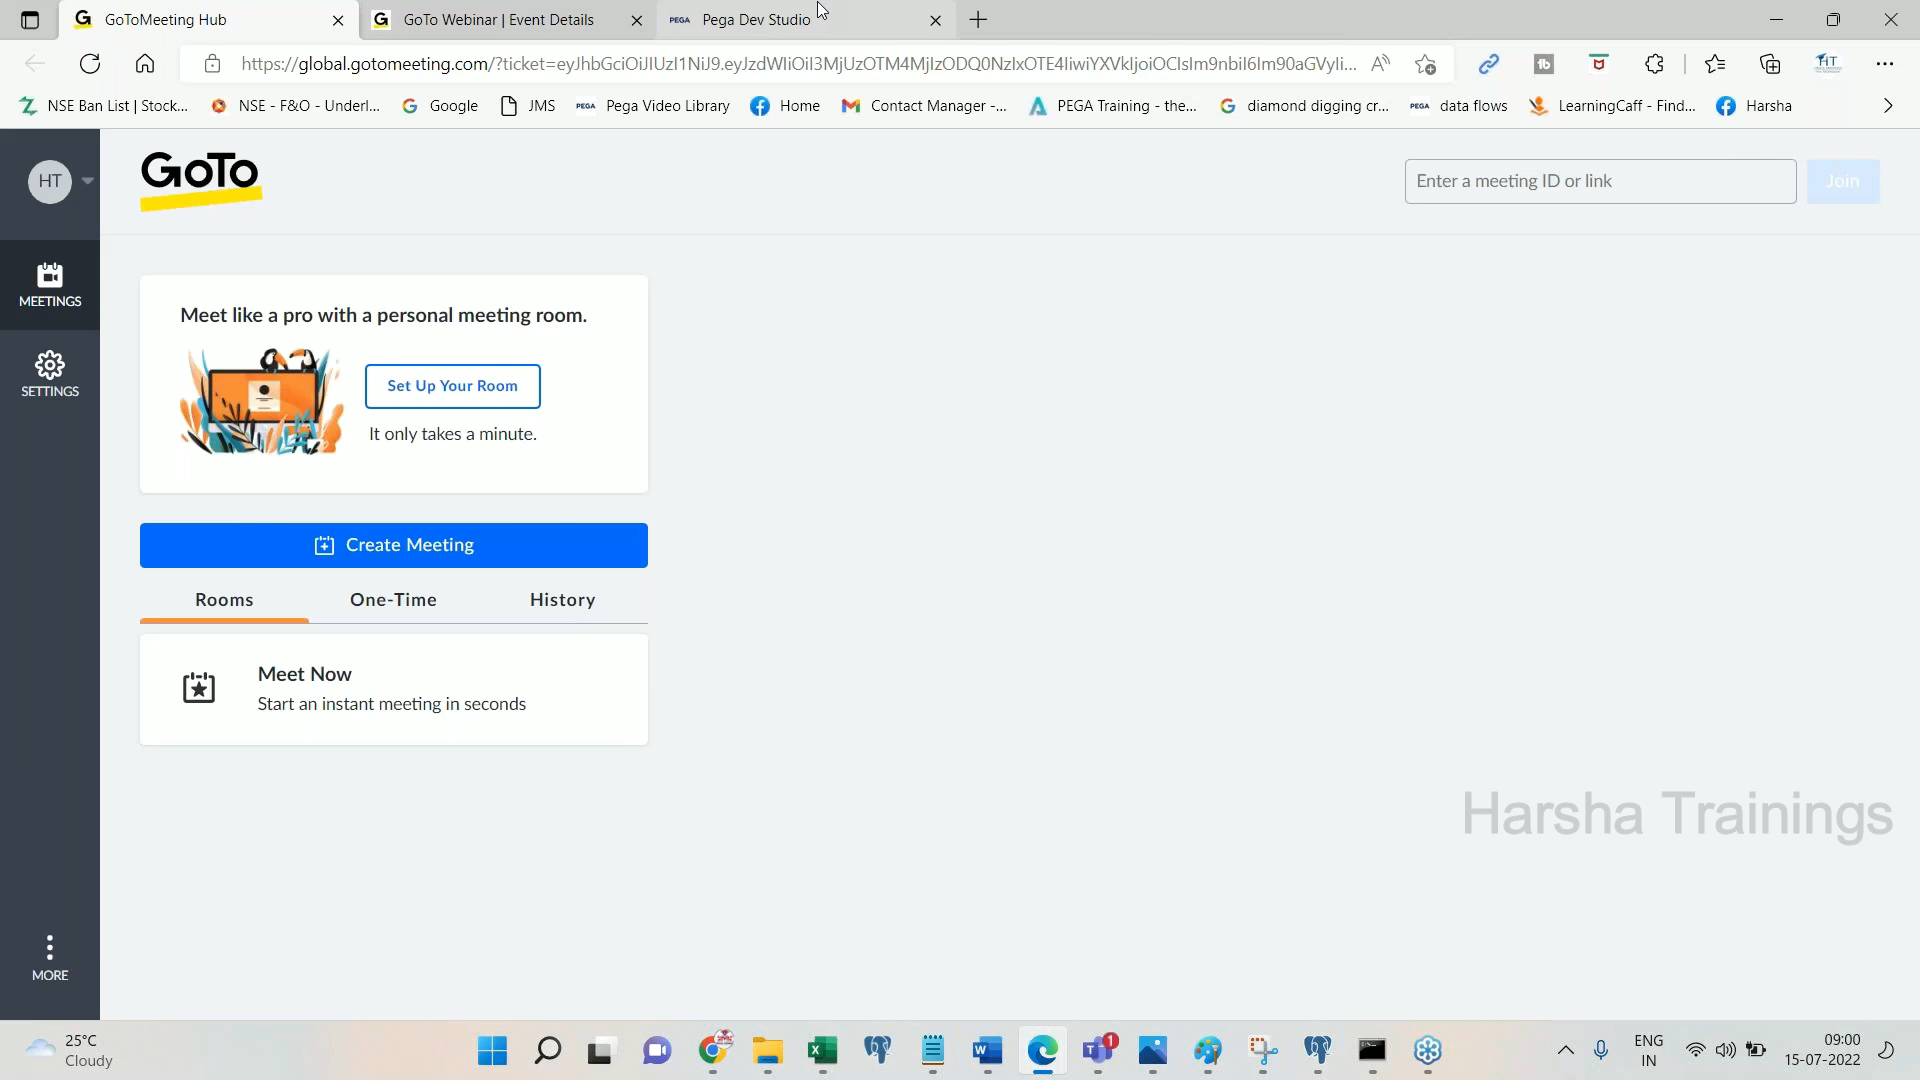 GoToMeeting Hub
GoTo Webinar | Event Details
PEGA Pega Dev Studio
https://global.gotomeeting.com/?ticket=
NSE Ban List | Stock...
NSE - F&O - Underl...
Google
JMS
PEGA Pega Video Library
Home
Contact Manager -...
PEGA Training - the...
diamond digging cr...
PEGA data flows
LearningCaff - Find...
Harsha
HT
GoTo
Enter a meeting ID or link
Join
MEETINGS
SETTINGS
Meet like a pro with a personal meeting room.
Set Up Your Room
It only takes a minute.
Create Meeting
Rooms
One-Time
History
Meet Now
Start an instant meeting in seconds
Harsha Trainings
MORE
25°C
Cloudy
1
ENG
IN
09:00
15-07-2022